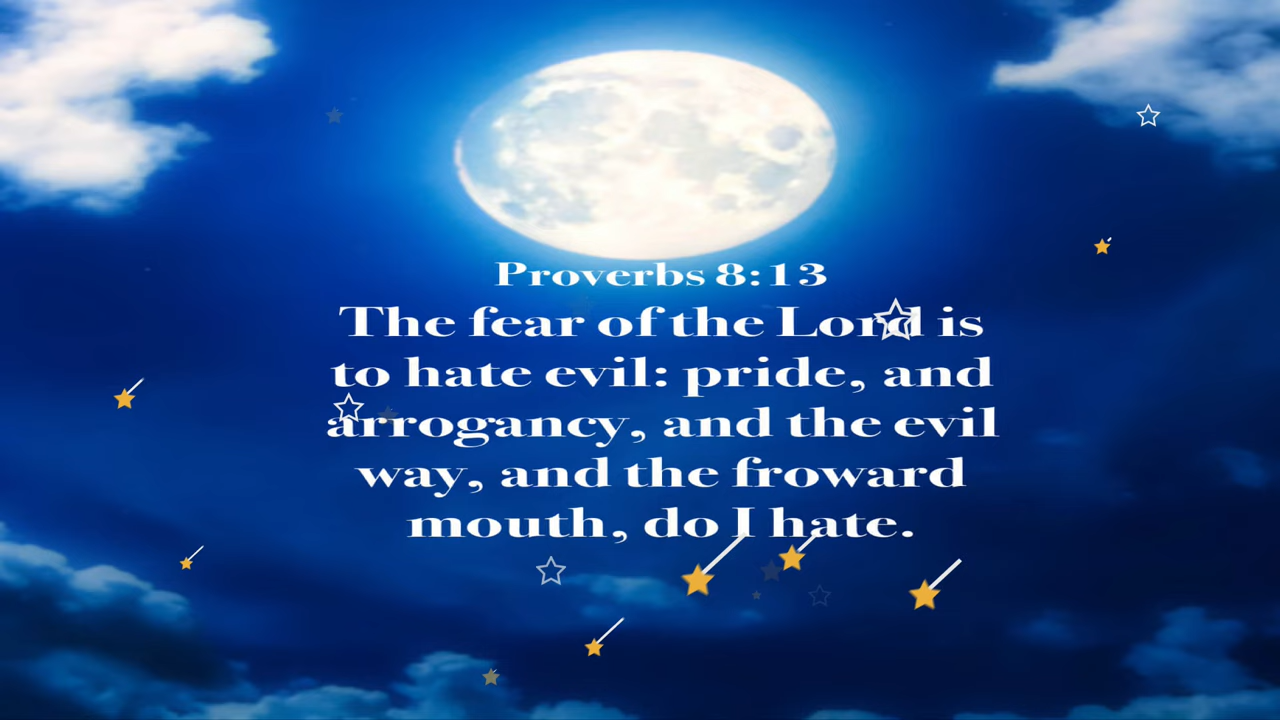 Proverbs 8:13
The fear of the Lord is
to hate evil: pride, and
arrogancy, and the evil
way, and the froward
mouth, do I hate.